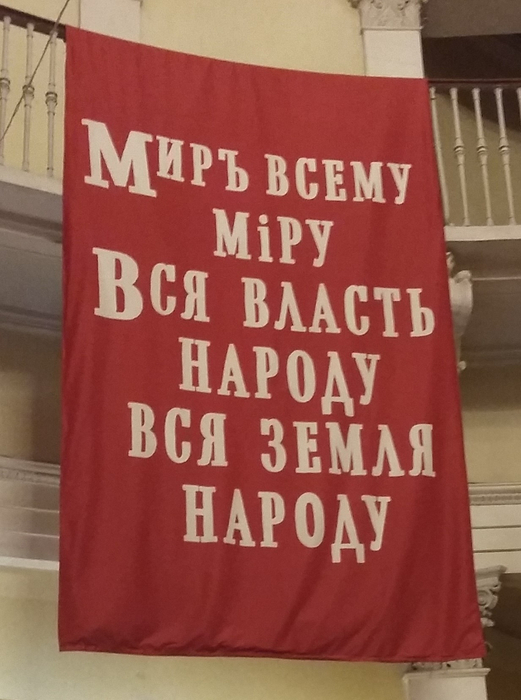 Миръ всему
міру
Вся власть
народу
вся земля
народу